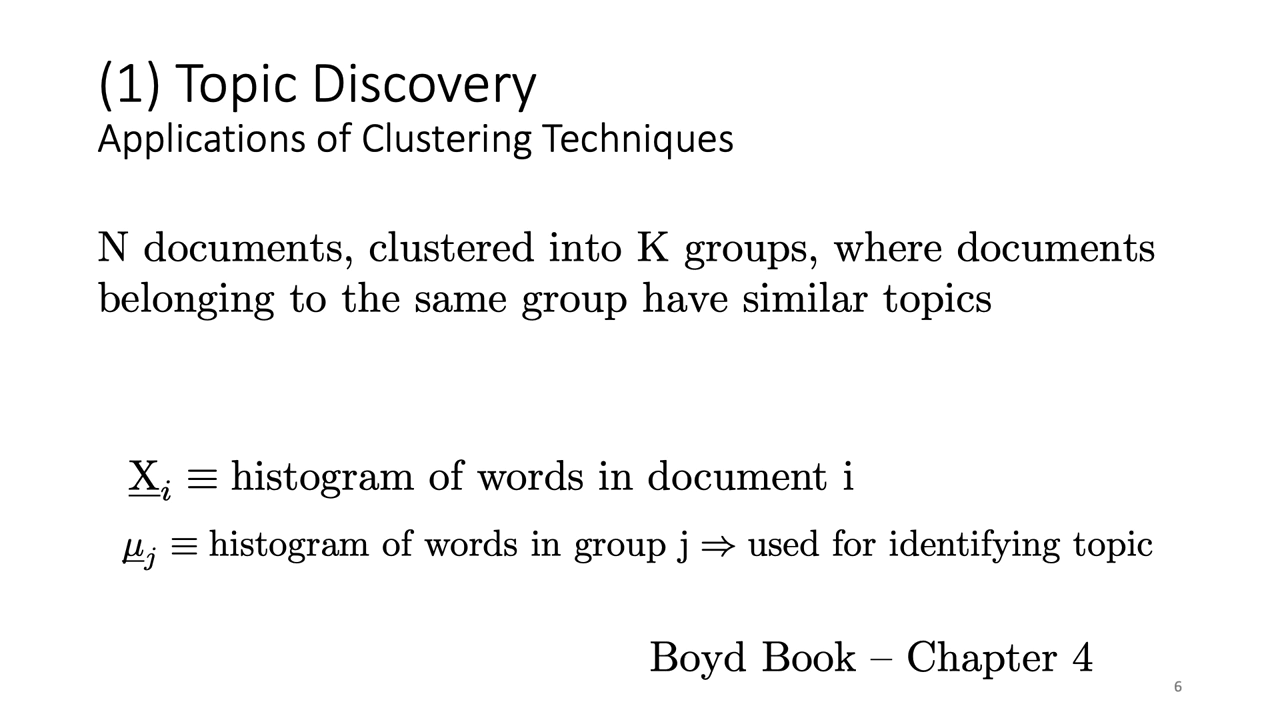 (1) Topic Discovery
Applications of Clustering Techniques
N documents, clustered into K groups, where documents
belonging to the same group have similar topics
X_i ≡ histogram of words in document i
μ_j ≡ histogram of words in group j ⇒ used for identifying topic
Boyd Book – Chapter 4
6